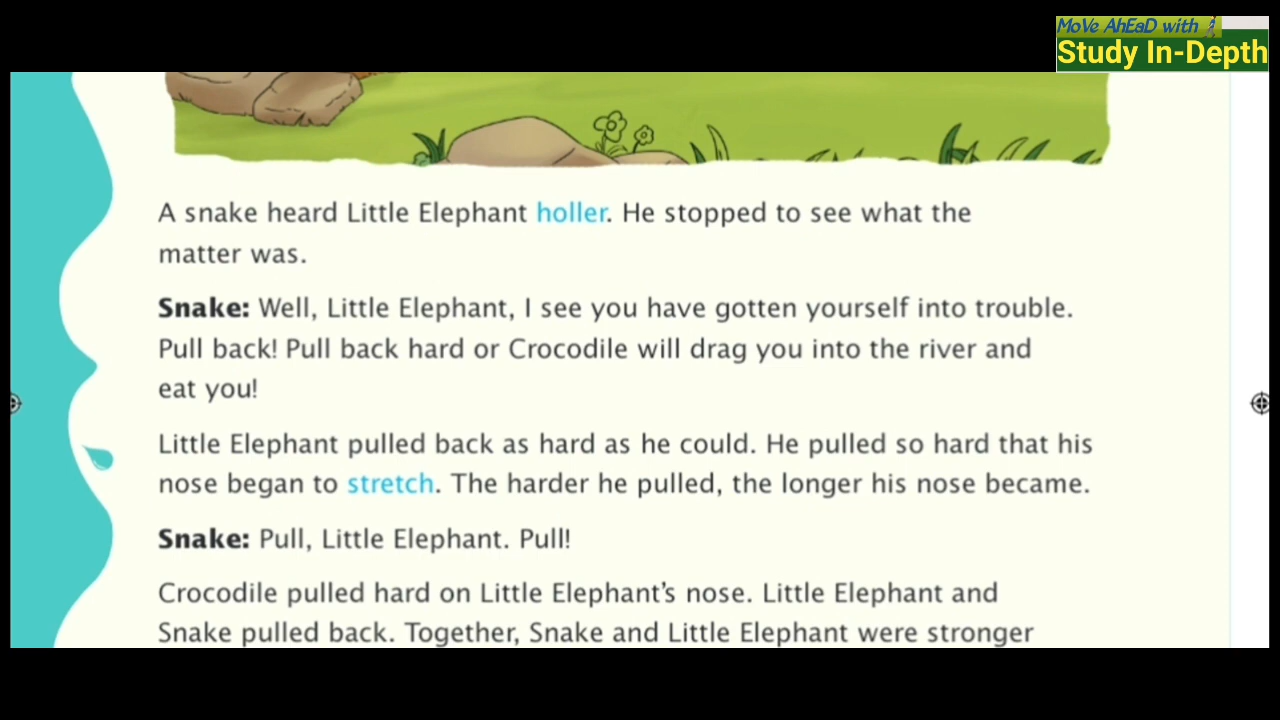 MoVe AhEaD with
Study In-Depth
A snake heard Little Elephant holler. He stopped to see what the
matter was.
Snake: Well, Little Elephant, I see you have gotten yourself into trouble.
Pull back! Pull back hard or Crocodile will drag you into the river and
eat you!
Little Elephant pulled back as hard as he could. He pulled so hard that his
nose began to stretch. The harder he pulled, the longer his nose became.
Snake: Pull, Little Elephant. Pull!
Crocodile pulled hard on Little Elephant’s nose. Little Elephant and
Snake pulled back. Together, Snake and Little Elephant were stronger